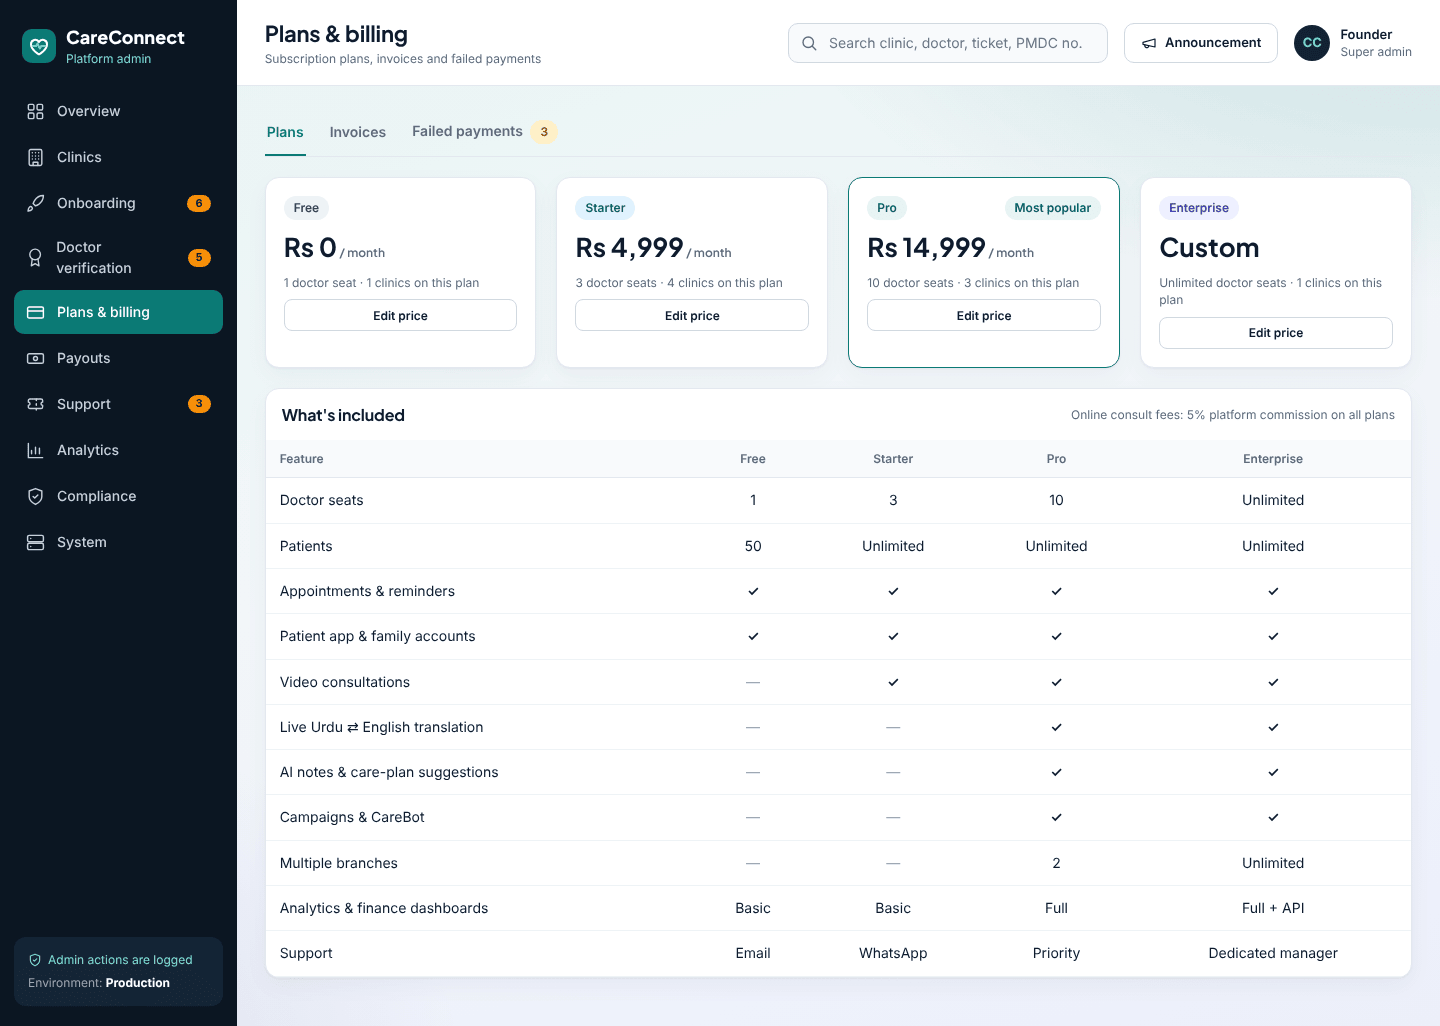 CareConnect
Platform admin
Overview
Clinics
Onboarding 6
Doctor verification 5
Plans & billing
Payouts
Support 3
Analytics
Compliance
System
Admin actions are logged
Environment: Production
Plans & billing
Subscription plans, invoices and failed payments
Search clinic, doctor, ticket, PMDC no.
Announcement
CC
Founder
Super admin
Plans Invoices Failed payments 3
Free
Rs 0 / month
1 doctor seat · 1 clinics on this plan
Edit price
Starter
Rs 4,999 / month
3 doctor seats · 4 clinics on this plan
Edit price
Pro Most popular
Rs 14,999 / month
10 doctor seats · 3 clinics on this plan
Edit price
Enterprise
Custom
Unlimited doctor seats · 1 clinics on this
plan
Edit price
What's included
Online consult fees: 5% platform commission on all plans
Feature Free Starter Pro Enterprise
Doctor seats 1 3 10 Unlimited
Patients 50 Unlimited Unlimited Unlimited
Appointments & reminders ✓ ✓ ✓ ✓
Patient app & family accounts ✓ ✓ ✓ ✓
Video consultations — ✓ ✓ ✓
Live Urdu ⇄ English translation — — ✓ ✓
AI notes & care-plan suggestions — — ✓ ✓
Campaigns & CareBot — — ✓ ✓
Multiple branches — — 2 Unlimited
Analytics & finance dashboards Basic Basic Full Full + API
Support Email WhatsApp Priority Dedicated manager